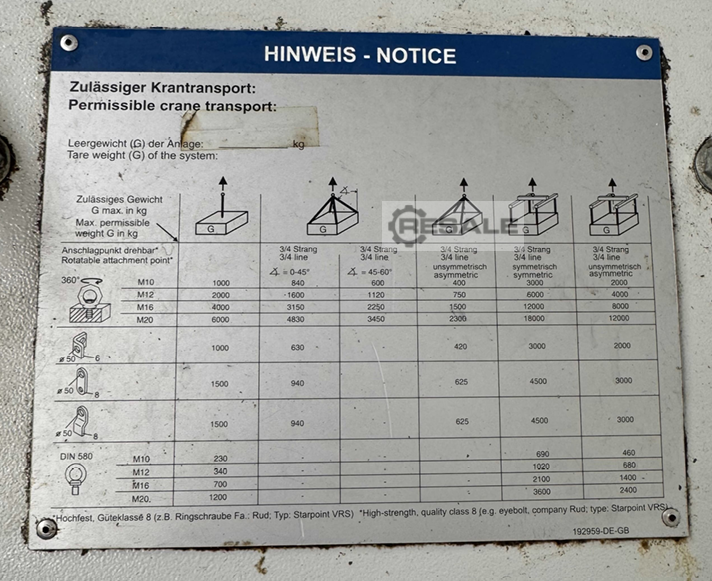 HINWEIS - NOTICE
Zulässiger Krantransport:
Permissible crane transport:
Leergewicht (G) der Anlage: kg
Tare weight (G) of the system:
Zulässiges Gewicht
G max. in kg
Max. permissible
weight G in kg
G G G G G
RESALE
Anschlagpunkt drehbar*
Rotatable attachment point*
3/4 Strang 3/4 Strang 3/4 Strang 3/4 Strang 3/4 Strang
3/4 line 3/4 line 3/4 line 3/4 line 3/4 line
unsymmetrisch symmetrisch unsymmetrisch
asymmetric symmetric asymmetric
∡ = 0-45° ∡ = 45-60°
360° M10 1000 840 600 400 3000 2000
M12 2000 1600 1120 750 6000 4000
M16 4000 3150 2250 1500 12000 8000
M20 6000 4830 3450 2300 18000 12000
ø 50 6 1000 630 420 3000 2000
ø 50 8 1500 940 625 4500 3000
ø 50 8 1500 940 625 4500 3000
DIN 580 M10 230 - - - 690 460
M12 340 - - - 1020 680
M16 700 - - - 2100 1400
M20 1200 - - - 3600 2400
*Hochfest, Güteklasse 8 (z.B. Ringschraube Fa.: Rud; Typ: Starpoint VRS) *High-strength, quality class 8 (e.g. eyebolt, company Rud; type: Starpoint VRS)
192959-DE-GB